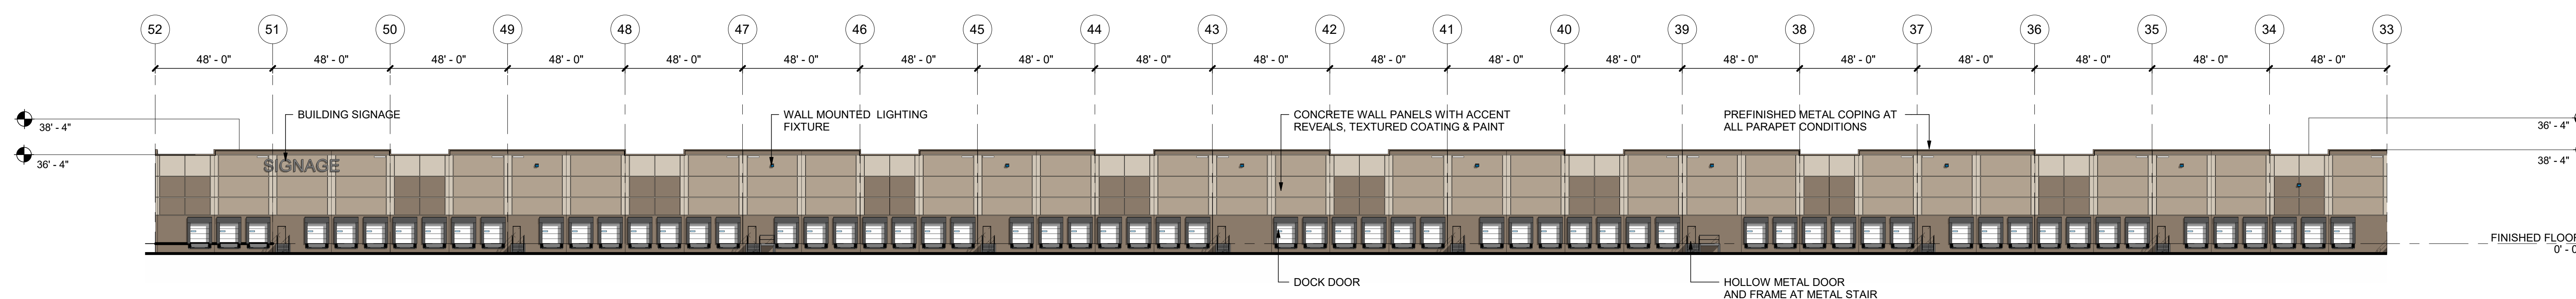 52 51 50 49 48 47 46 45 44 43 42 41 40 39 38 37 36 35 34 33
48' - 0" 48' - 0" 48' - 0" 48' - 0" 48' - 0" 48' - 0" 48' - 0" 48' - 0" 48' - 0" 48' - 0" 48' - 0" 48' - 0" 48' - 0" 48' - 0" 48' - 0" 48' - 0" 48' - 0" 48' - 0" 48' - 0"
BUILDING SIGNAGE
WALL MOUNTED LIGHTING
FIXTURE
CONCRETE WALL PANELS WITH ACCENT
REVEALS, TEXTURED COATING & PAINT
PREFINISHED METAL COPING AT
ALL PARAPET CONDITIONS
38' - 4"
36' - 4"
36' - 4"
38' - 4"
SIGNAGE
FINISHED FLOOR
0' - 0
DOCK DOOR
HOLLOW METAL DOOR
AND FRAME AT METAL STAIR